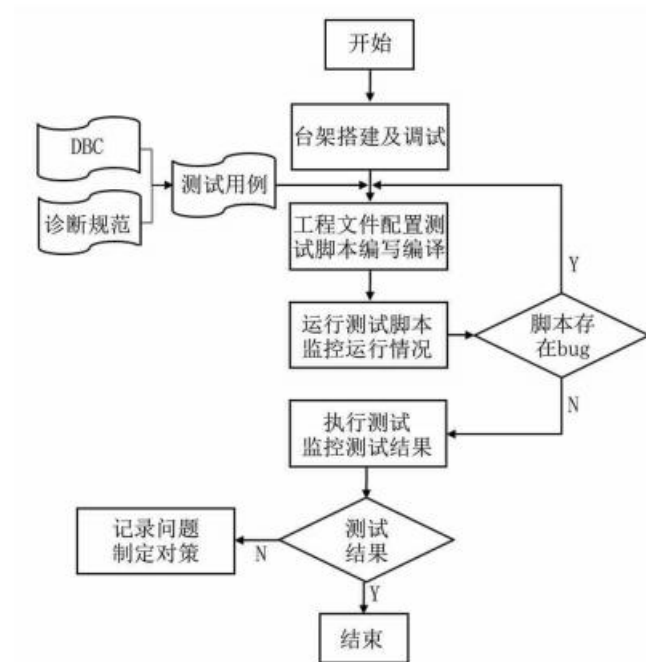 开始
台架搭建及调试
DBC
测试用例
诊断规范
工程文件配置测
试脚本编写编译
Y
运行测试脚本
监控运行情况
脚本存
在bug
N
执行测试
监控测试结果
记录问题
制定对策
N
测试
结果
Y
结束